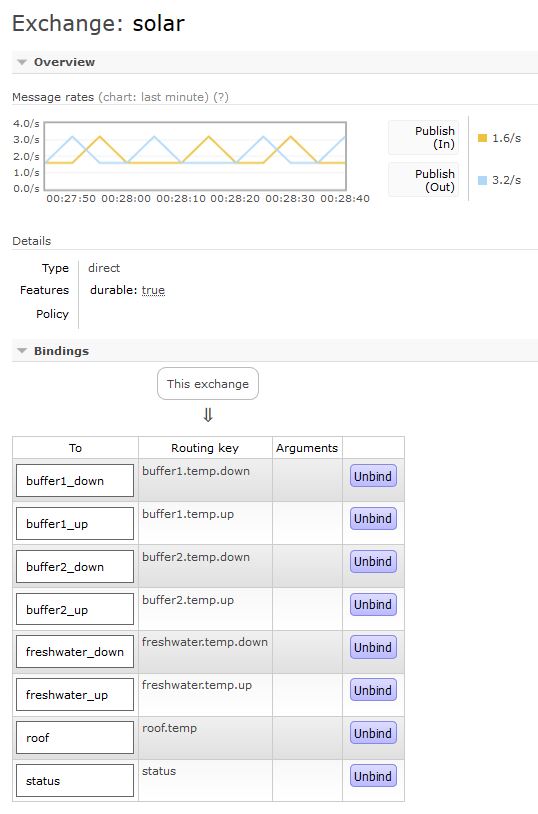 Exchange: solar
Overview
Message rates (chart: last minute) (?)
4.0/s
3.0/s
2.0/s
1.0/s
0.0/s
00:27:50 00:28:00 00:28:10 00:28:20 00:28:30 00:28:40
Publish (In) 1.6/s
Publish (Out) 3.2/s
Details
Type direct
Features durable: true
Policy
Bindings
This exchange
⇓
To Routing key Arguments
buffer1_down buffer1.temp.down Unbind
buffer1_up buffer1.temp.up Unbind
buffer2_down buffer2.temp.down Unbind
buffer2_up buffer2.temp.up Unbind
freshwater_down freshwater.temp.down Unbind
freshwater_up freshwater.temp.up Unbind
roof roof.temp Unbind
status status Unbind